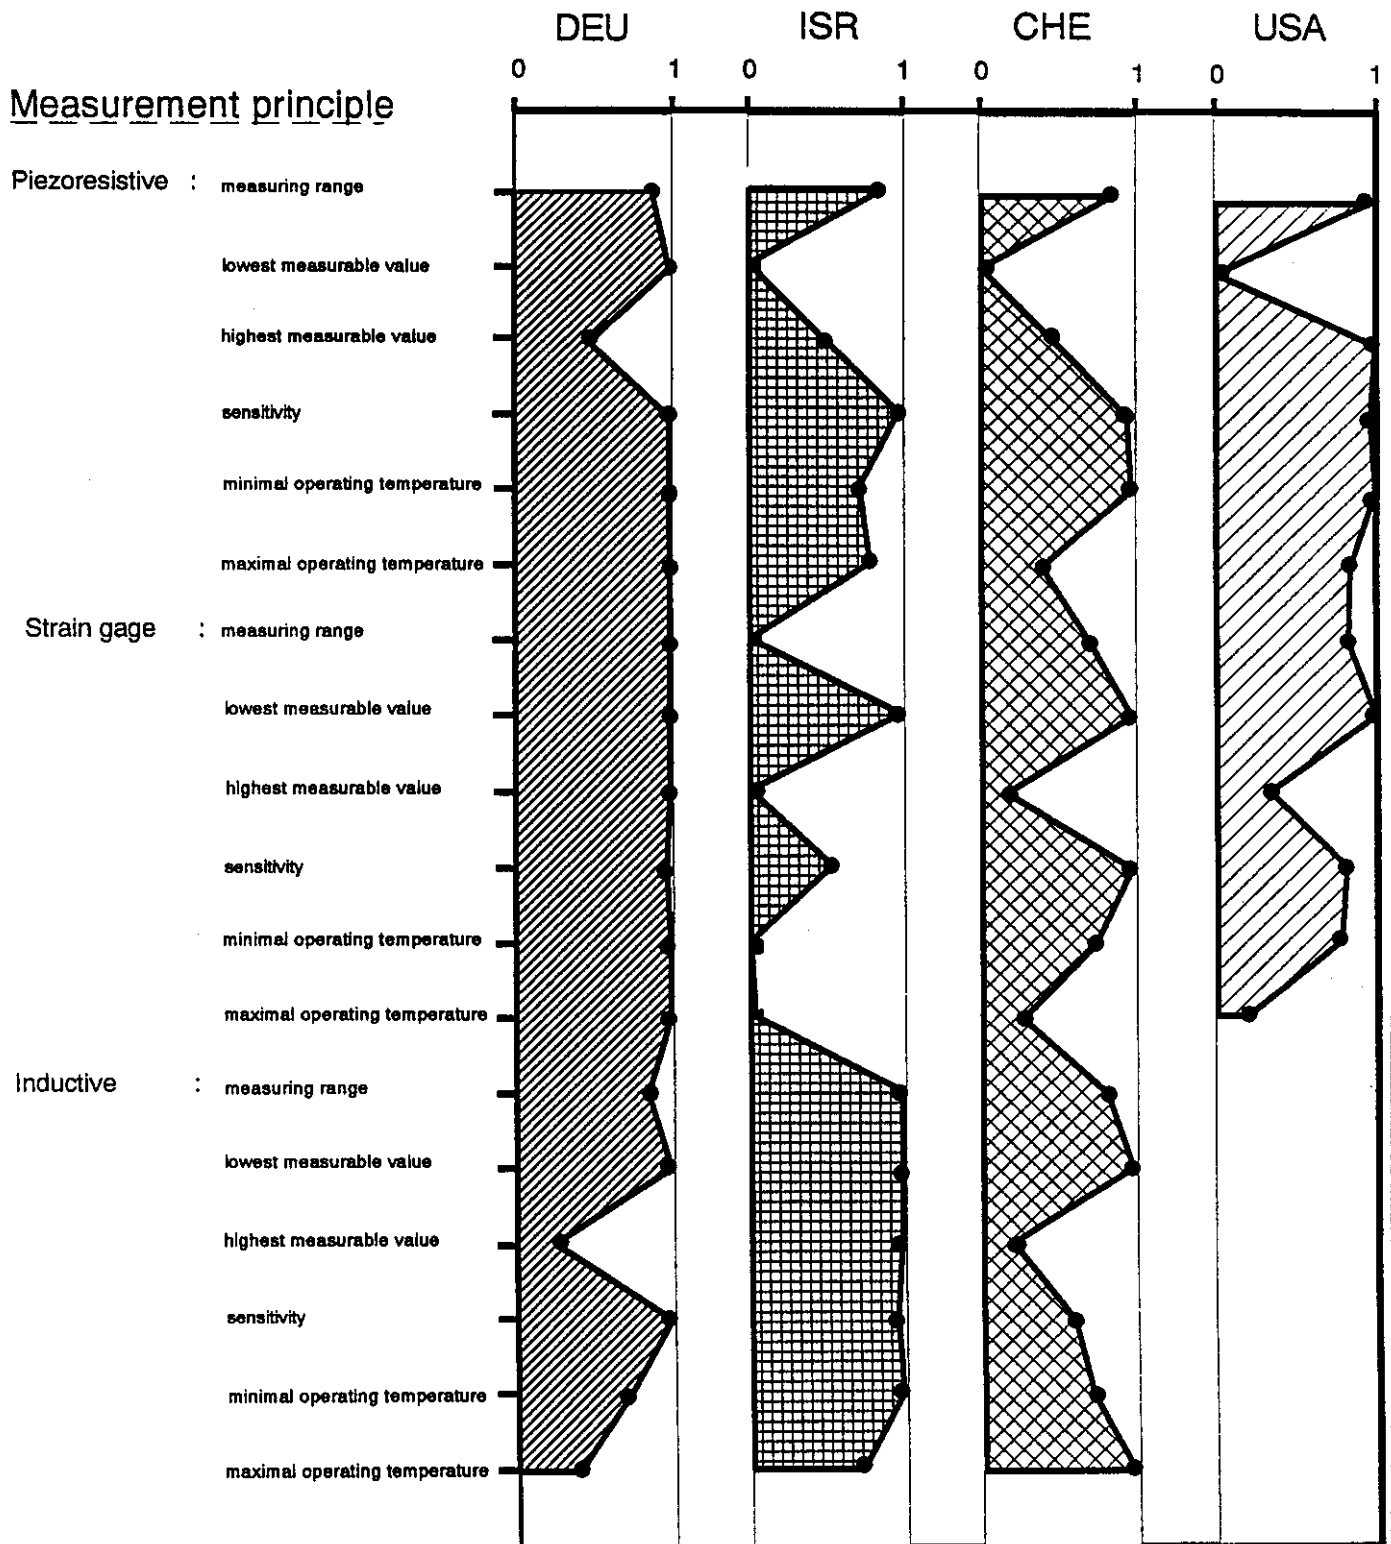 DEU ISR CHE USA
0 1 0 1 0 1 0 1
Measurement principle
Piezoresistive : measuring range
lowest measurable value
highest measurable value
sensitivity
minimal operating temperature
maximal operating temperature
Strain gage : measuring range
lowest measurable value
highest measurable value
sensitivity
minimal operating temperature
maximal operating temperature
Inductive : measuring range
lowest measurable value
highest measurable value
sensitivity
minimal operating temperature
maximal operating temperature